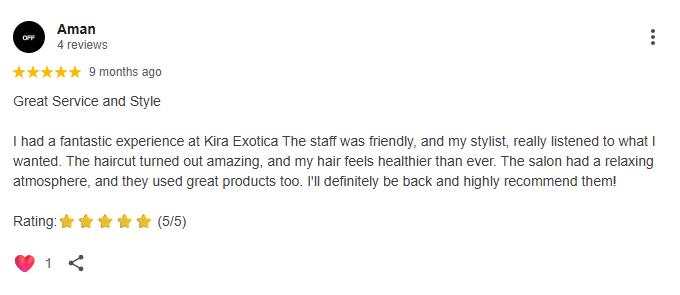 OFF
Aman
4 reviews
9 months ago
Great Service and Style
I had a fantastic experience at Kira Exotica The staff was friendly, and my stylist, really listened to what I
wanted. The haircut turned out amazing, and my hair feels healthier than ever. The salon had a relaxing
atmosphere, and they used great products too. I'll definitely be back and highly recommend them!
Rating:⭐⭐⭐⭐⭐ (5/5)
1